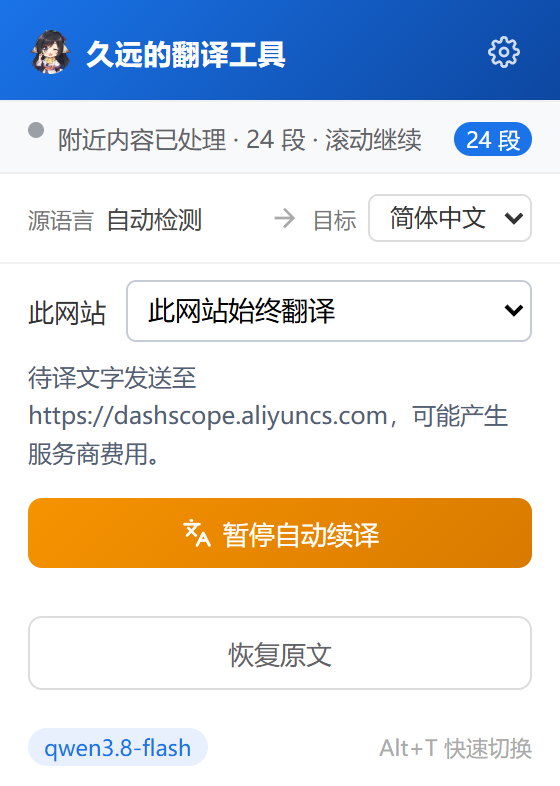 久远的翻译工具
附近内容已处理 · 24 段 · 滚动继续 24 段
源语言 自动检测 → 目标 简体中文
此网站 此网站始终翻译
待译文字发送至
https://dashscope.aliyuncs.com，可能产生
服务商费用。
暂停自动续译
恢复原文
qwen3.8-flash Alt+T 快速切换